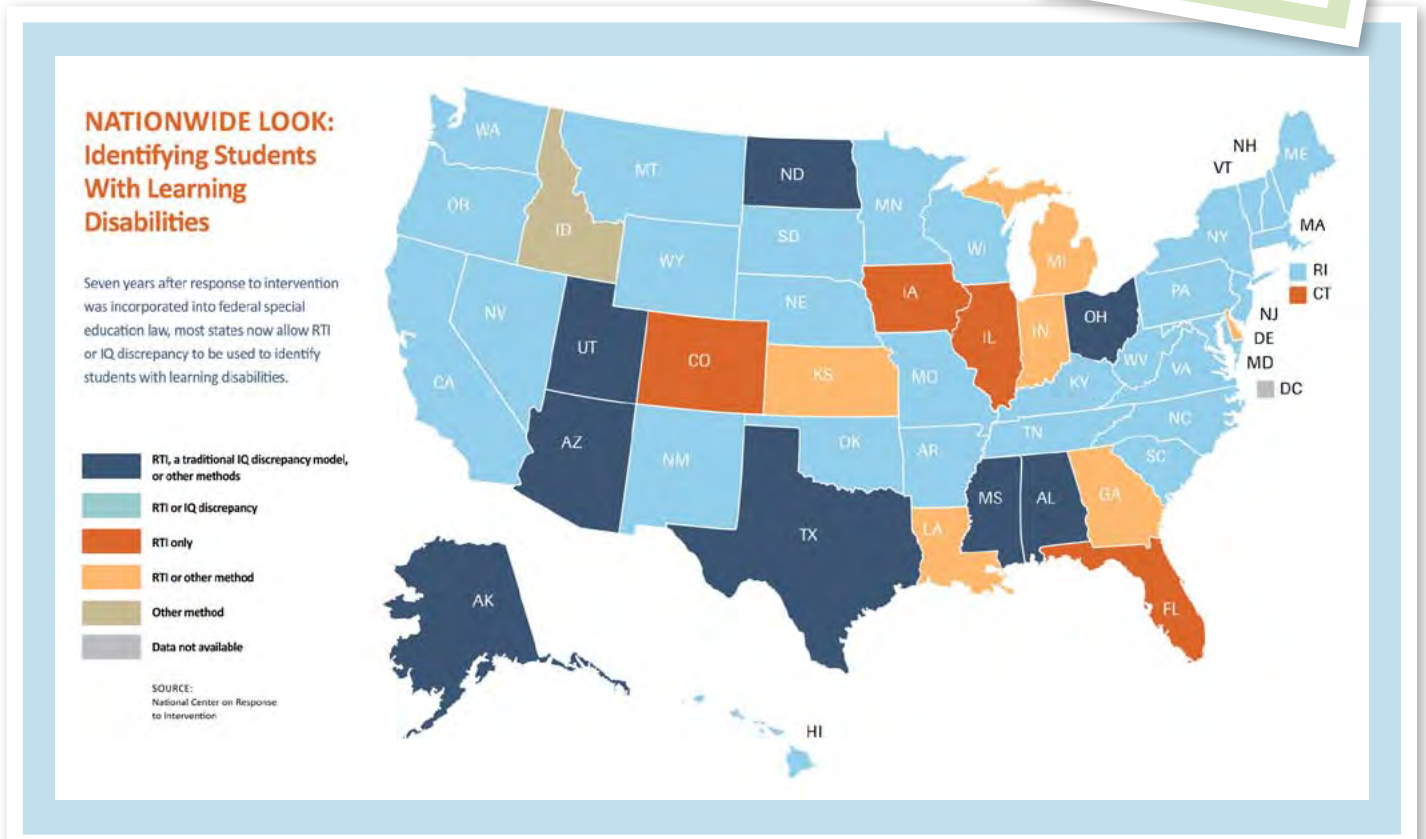 NATIONWIDE LOOK:
Identifying Students
With Learning
Disabilities
Seven years after response to intervention
was incorporated into federal special
education law, most states now allow RTI
or IQ discrepancy to be used to identify
students with learning disabilities.
RTI, a traditional IQ discrepancy model,
or other methods
RTI or IQ discrepancy
RTI only
RTI or other method
Other method
Data not available
SOURCE:
National Center on Response
to Intervention
WA
OR
CA
NV
ID
MT
WY
UT
AZ
CO
NM
ND
SD
NE
KS
OK
TX
MN
IA
MO
AR
LA
WI
IL
MI
IN
OH
KY
TN
MS
AL
GA
FL
SC
NC
VA
WV
PA
NY
VT
NH
ME
MA
RI
CT
NJ
DE
MD
DC
AK
HI